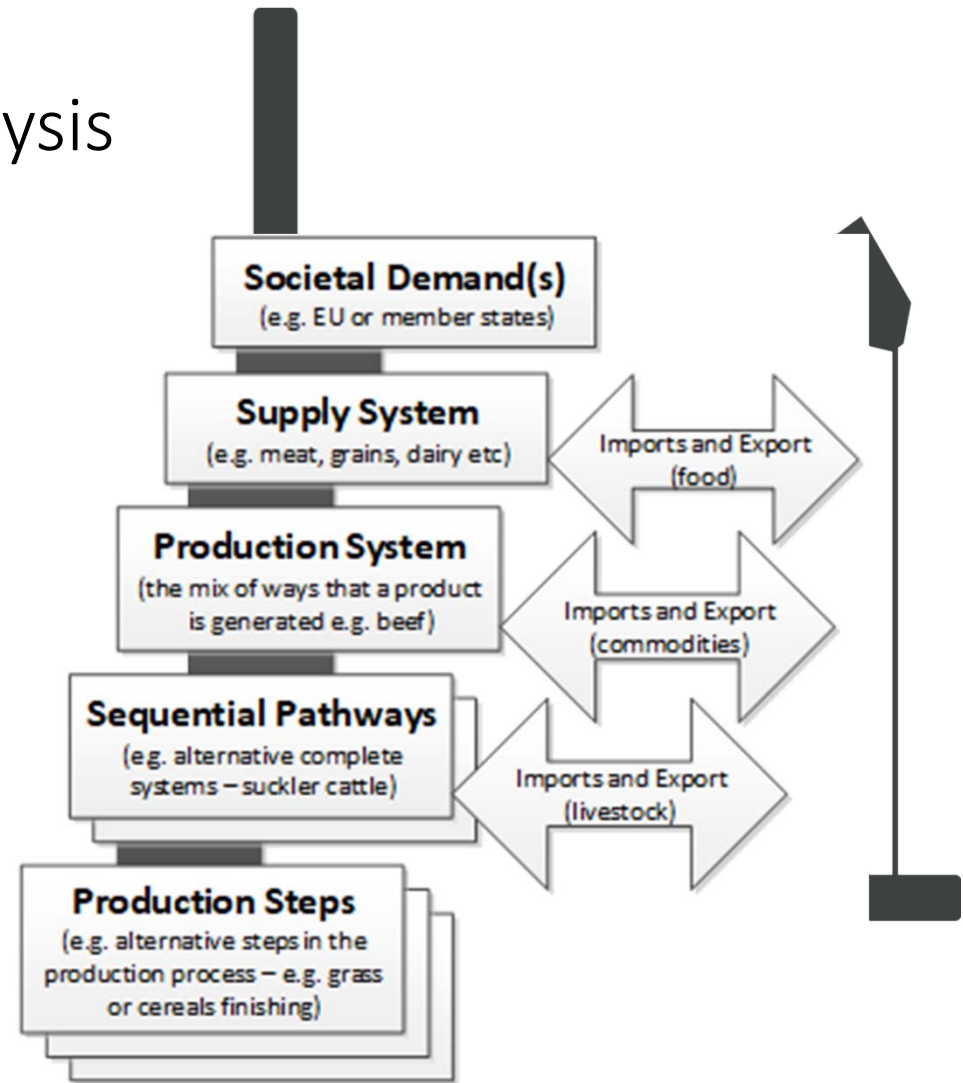 ysis
Societal Demand(s)
(e.g. EU or member states)
Supply System
(e.g. meat, grains, dairy etc)
Imports and Export
(food)
Production System
(the mix of ways that a product
is generated e.g. beef)
Imports and Export
(commodities)
Sequential Pathways
(e.g. alternative complete
systems – suckler cattle)
Imports and Export
(livestock)
Production Steps
(e.g. alternative steps in the
production process – e.g. grass
or cereals finishing)